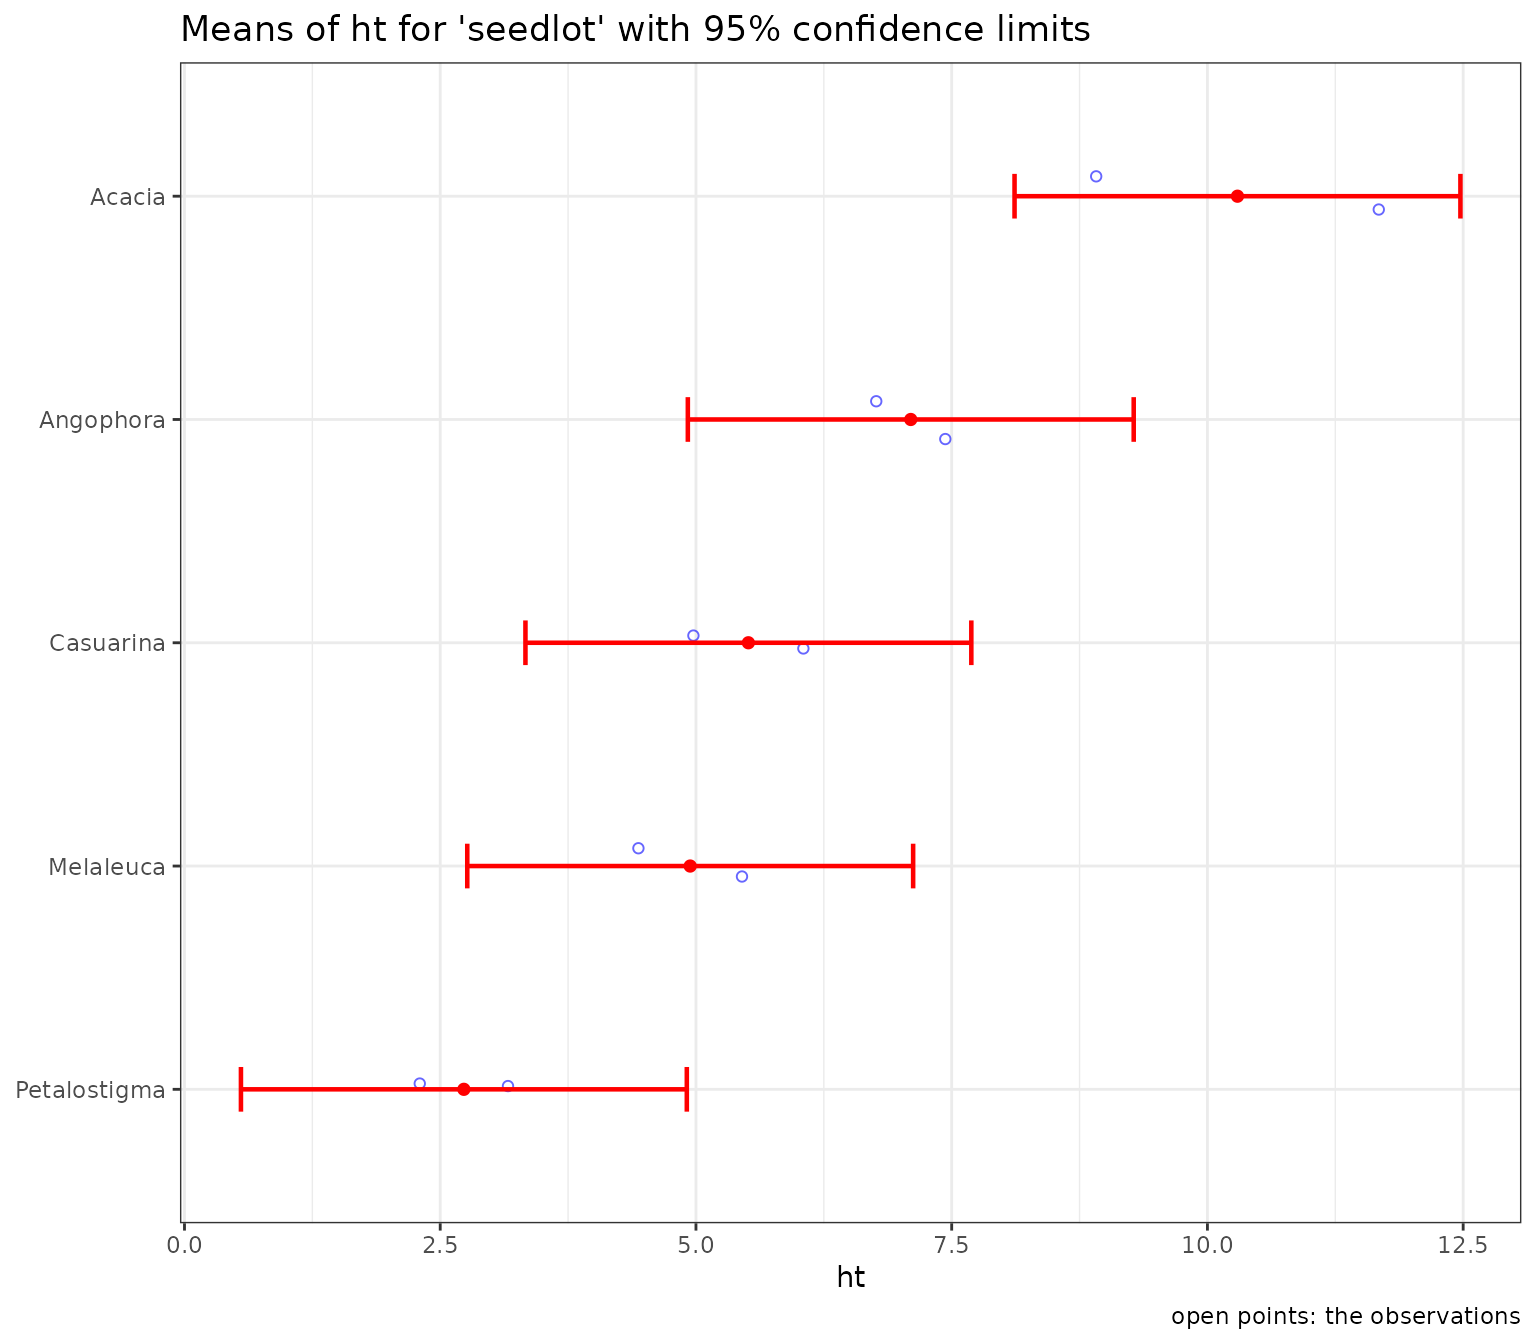 Means of ht for 'seedlot' with 95% confidence limits
Acacia
Angophora
Casuarina
Melaleuca
Petalostigma
0.0 2.5 5.0 7.5 10.0 12.5
ht
open points: the observations